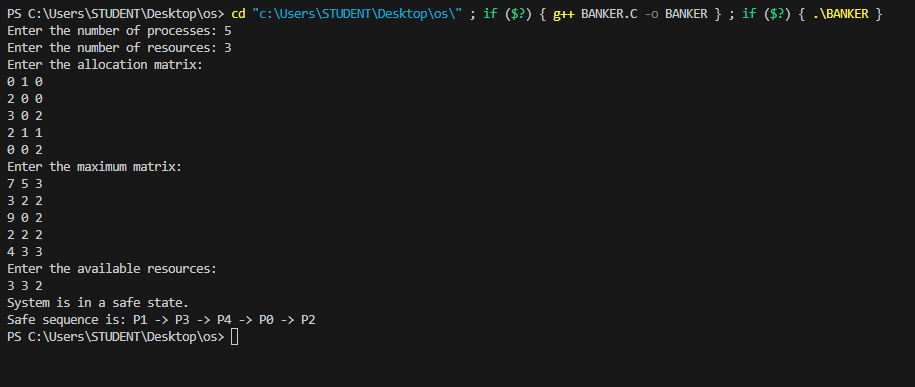 PS C:\Users\STUDENT\Desktop\os> cd "c:\Users\STUDENT\Desktop\os\" ; if ($?) { g++ BANKER.C -o BANKER } ; if ($?) { .\BANKER }
Enter the number of processes: 5
Enter the number of resources: 3
Enter the allocation matrix:
0 1 0
2 0 0
3 0 2
2 1 1
0 0 2
Enter the maximum matrix:
7 5 3
3 2 2
9 0 2
2 2 2
4 3 3
Enter the available resources:
3 3 2
System is in a safe state.
Safe sequence is: P1 -> P3 -> P4 -> P0 -> P2
PS C:\Users\STUDENT\Desktop\os>